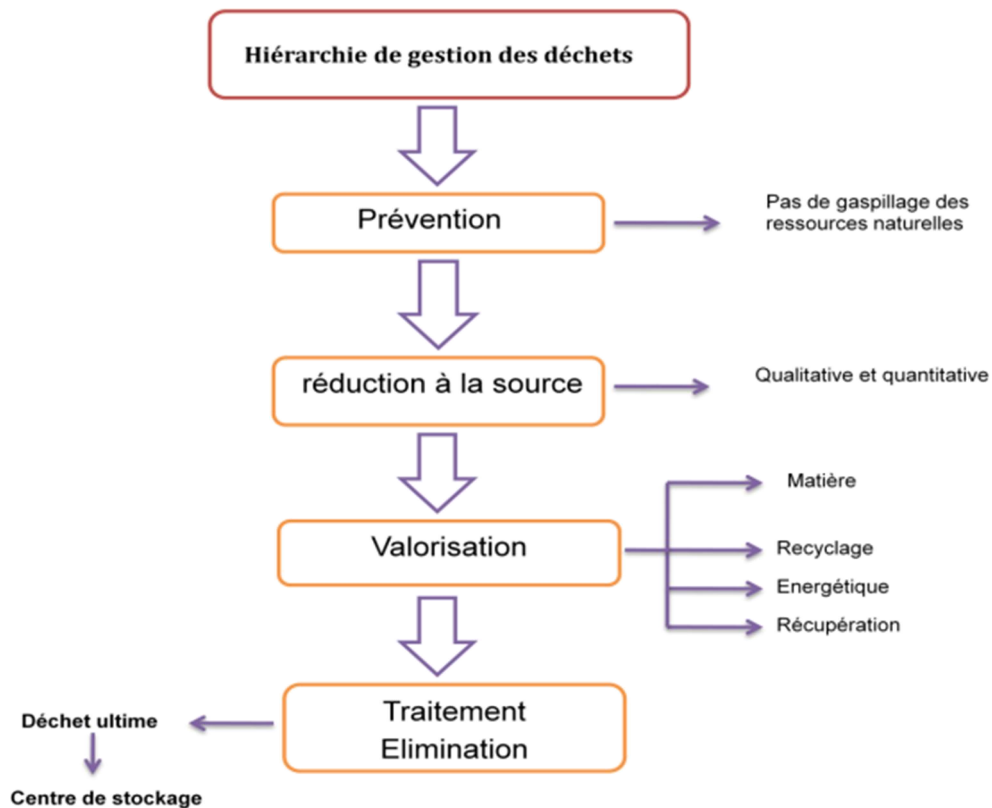 Hiérarchie de gestion des déchets
Prévention
Pas de gaspillage des
ressources naturelles
réduction à la source
Qualitative et quantitative
Valorisation
Matière
Recyclage
Energétique
Récupération
Traitement
Elimination
Déchet ultime
Centre de stockage